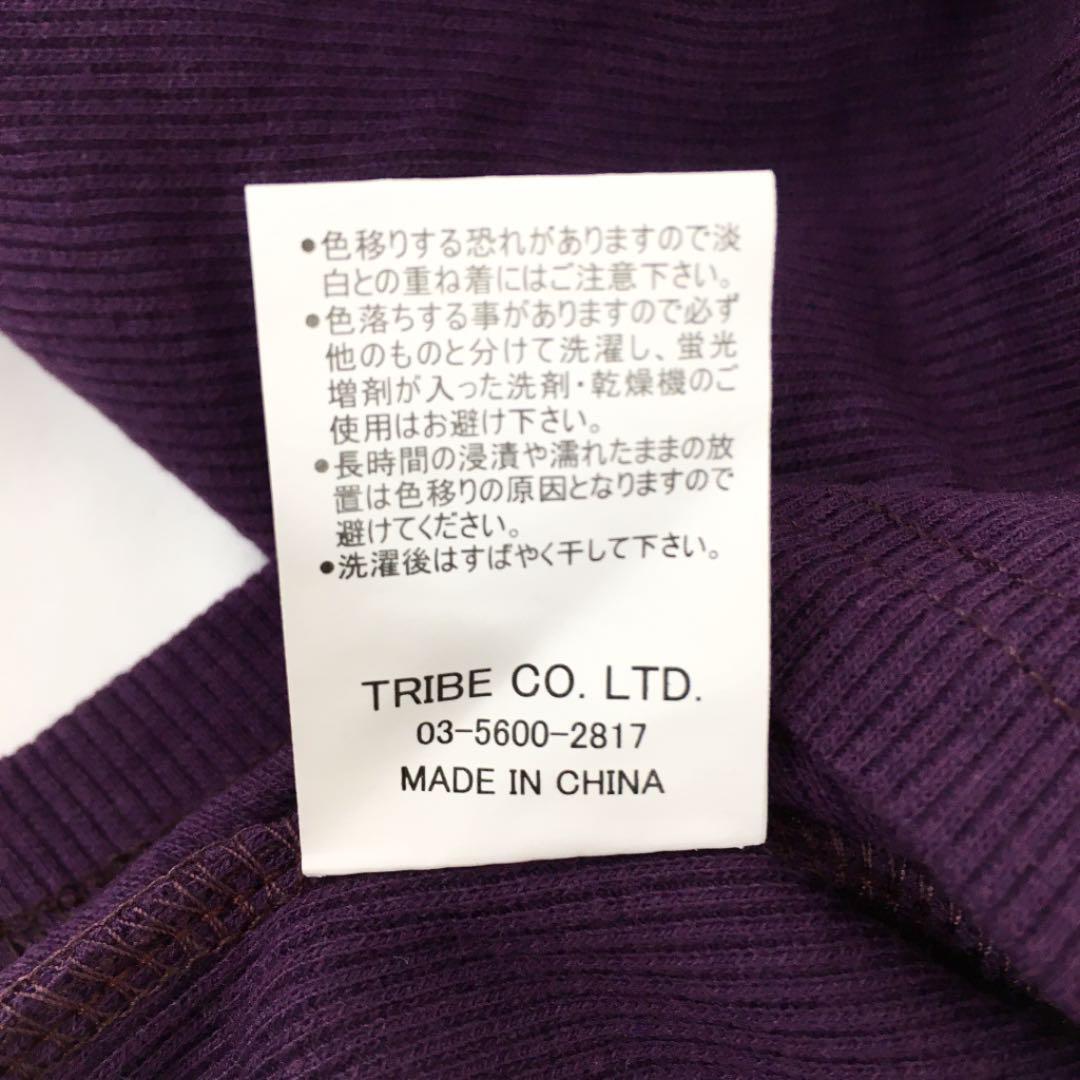 ●色移りする恐れがありますので淡
白との重ね着にはご注意下さい。
●色落ちする事がありますので必ず
他のものと分けて洗濯し、蛍光
増剤が入った洗剤・乾燥機のご
使用はお避け下さい。
●長時間の浸漬や濡れたままの放
置は色移りの原因となりますので
避けてください。
●洗濯後はすばやく干して下さい。
TRIBE CO. LTD.
03-5600-2817
MADE IN CHINA